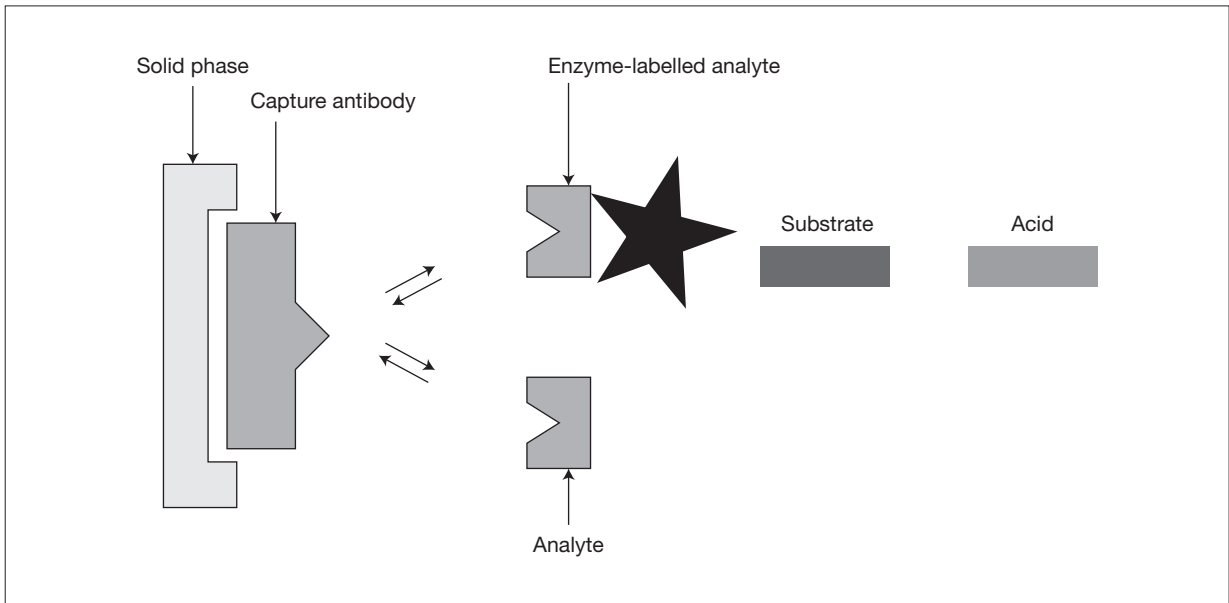 Solid phase
Enzyme-labelled analyte
Capture antibody
Substrate
Acid
Analyte